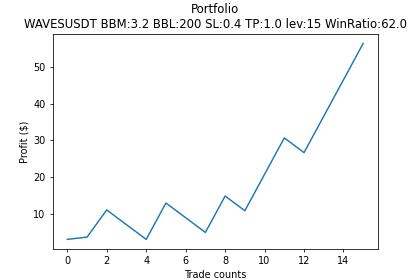 Portfolio
WAVESUSDT BBM:3.2 BBL:200 SL:0.4 TP:1.0 lev:15 WinRatio:62.0
Profit ($)
50
40
30
20
10
0 2 4 6 8 10 12 14
Trade counts